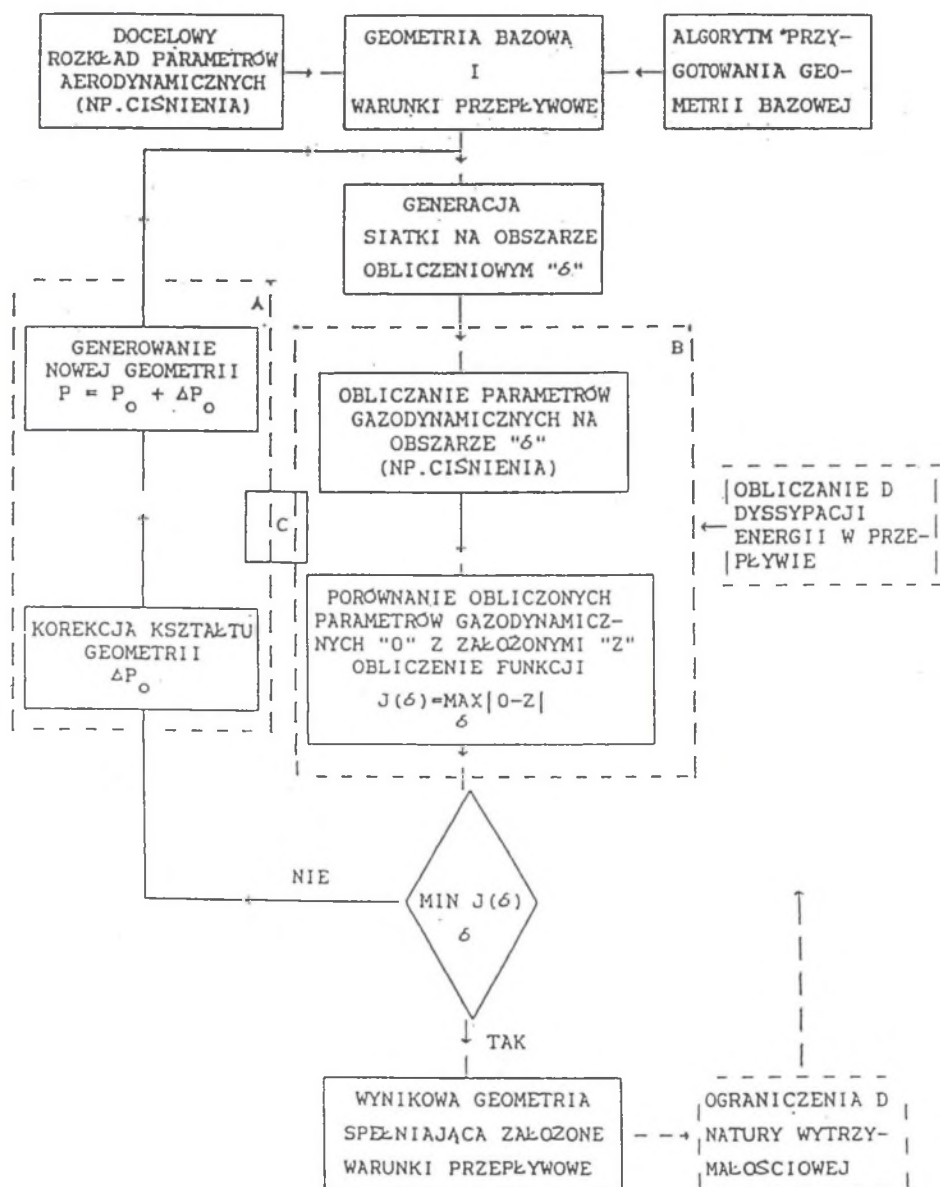 DOCELOWY
ROZKŁAD PARAMETRÓW
AERODYNAMICZNYCH
(NP.CIŚNIENIA)
GEOMETRIA BAZOWA
I
WARUNKI PRZEPŁYWOWE
ALGORYTM PRZY-
GOTOWANIA GEO-
METRII BAZOWEJ
GENERACJA
SIATKI NA OBSZARZE
OBLICZENIOWYM "б"
A
GENEROWANIE
NOWEJ GEOMETRII
P = P_o + ΔP_o
B
OBLICZANIE PARAMETRÓW
GAZODYNAMICZNYCH NA
OBSZARZE "б"
(NP.CIŚNIENIA)
C
OBLICZANIE D
DYSSYPACJI
ENERGII W PRZE-
PŁYWIE
KOREKCJA KSZTAŁTU
GEOMETRII
ΔP_o
PORÓWNANIE OBLICZONYCH
PARAMETRÓW GAZODYNAMICZ-
NYCH "O" Z ZAŁOŻONYMI "Z"
OBLICZENIE FUNKCJI
J(б)=MAX|O-Z|
б
NIE
MIN J(б)
б
TAK
WYNIKOWA GEOMETRIA
SPEŁNIAJĄCA ZAŁOŻONE
WARUNKI PRZEPŁYWOWE
OGRANICZENIA D
NATURY WYTRZY-
MAŁOŚCIOWEJ